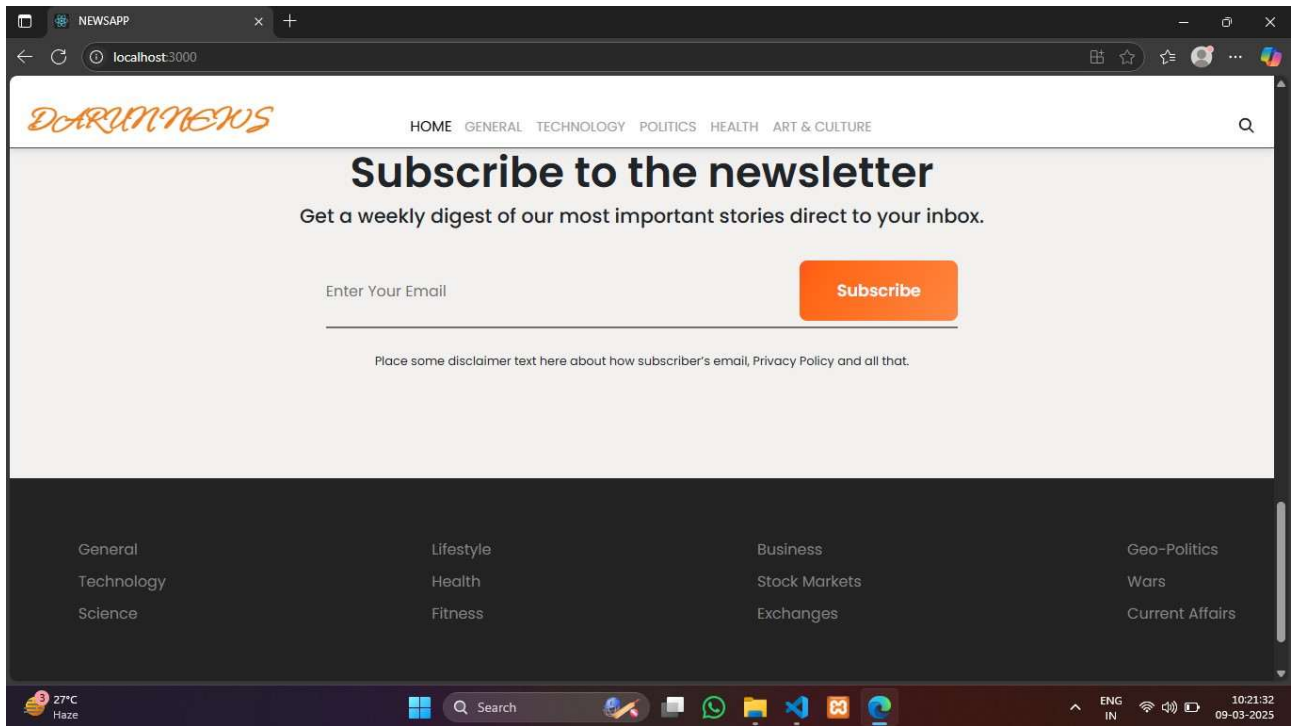 NEWSAPP
localhost:3000
DARUNNEWS
HOME GENERAL TECHNOLOGY POLITICS HEALTH ART & CULTURE
Subscribe to the newsletter
Get a weekly digest of our most important stories direct to your inbox.
Enter Your Email Subscribe
Place some disclaimer text here about how subscriber's email, Privacy Policy and all that.
General Lifestyle Business Geo-Politics
Technology Health Stock Markets Wars
Science Fitness Exchanges Current Affairs
3
27°C
Haze
Search
ENG
IN
10:21:32
09-03-2025